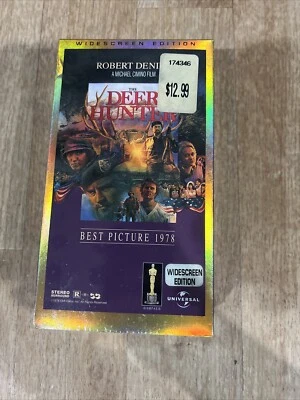 WIDESCREEN EDITION
174346
$12.99
ROBERT DENI
A MICHAEL CIMINO FILM
THE
DEER
HUNTER
BEST PICTURE 1978
WIDESCREEN
EDITION
STEREO
R
UNIVERSAL